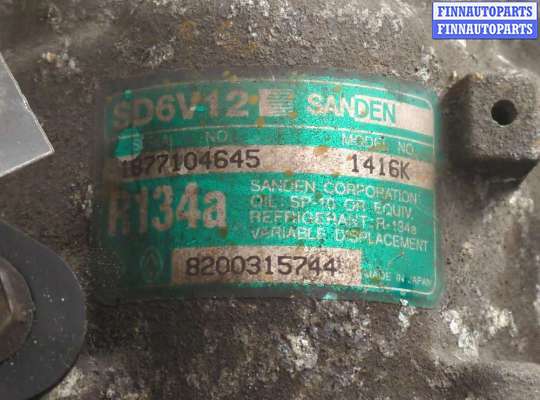 FINNAUTOPARTS
FINNAUTOPARTS
SD6V12 SANDEN
NO. MODEL NO.
1877104645 1416K
R134a
SANDEN CORPORATION
OIL: SP-10 OR EQUIV.
REFRIGERANT-R-134a
VARIABLE DISPLACEMENT
8200315744
MADE IN JAPAN